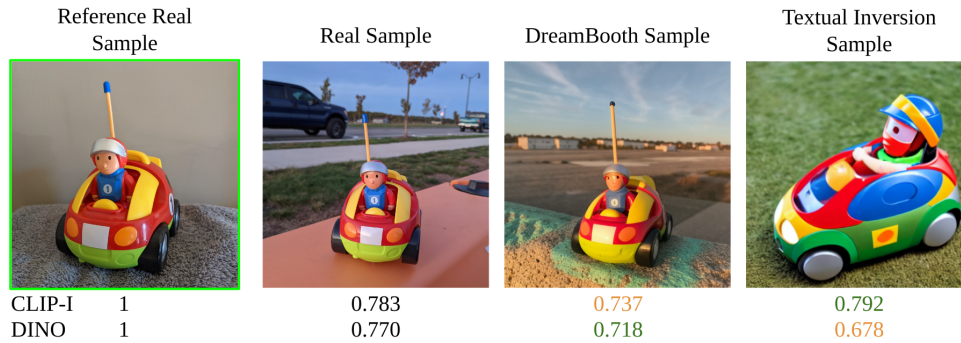 Reference Real
Sample
Real Sample
DreamBooth Sample
Textual Inversion
Sample
CLIP-I 1 0.783 0.737 0.792
DINO 1 0.770 0.718 0.678